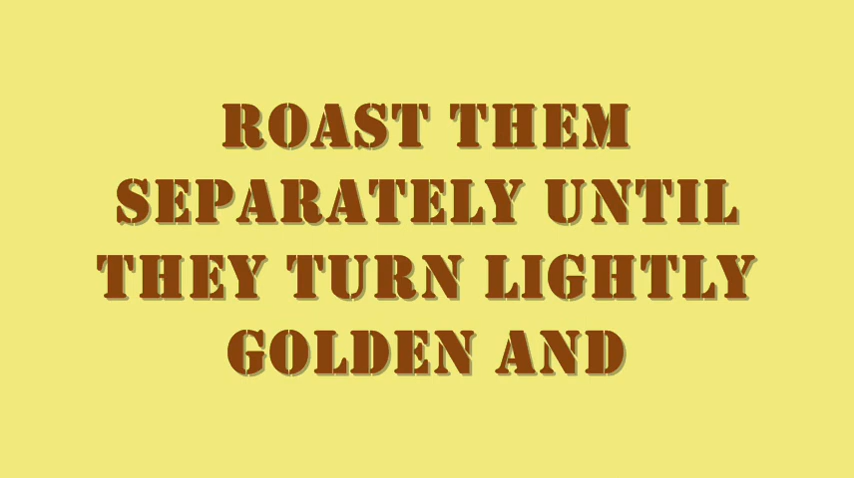 ROAST THEM
SEPARATELY UNTIL
THEY TURN LIGHTLY
GOLDEN AND